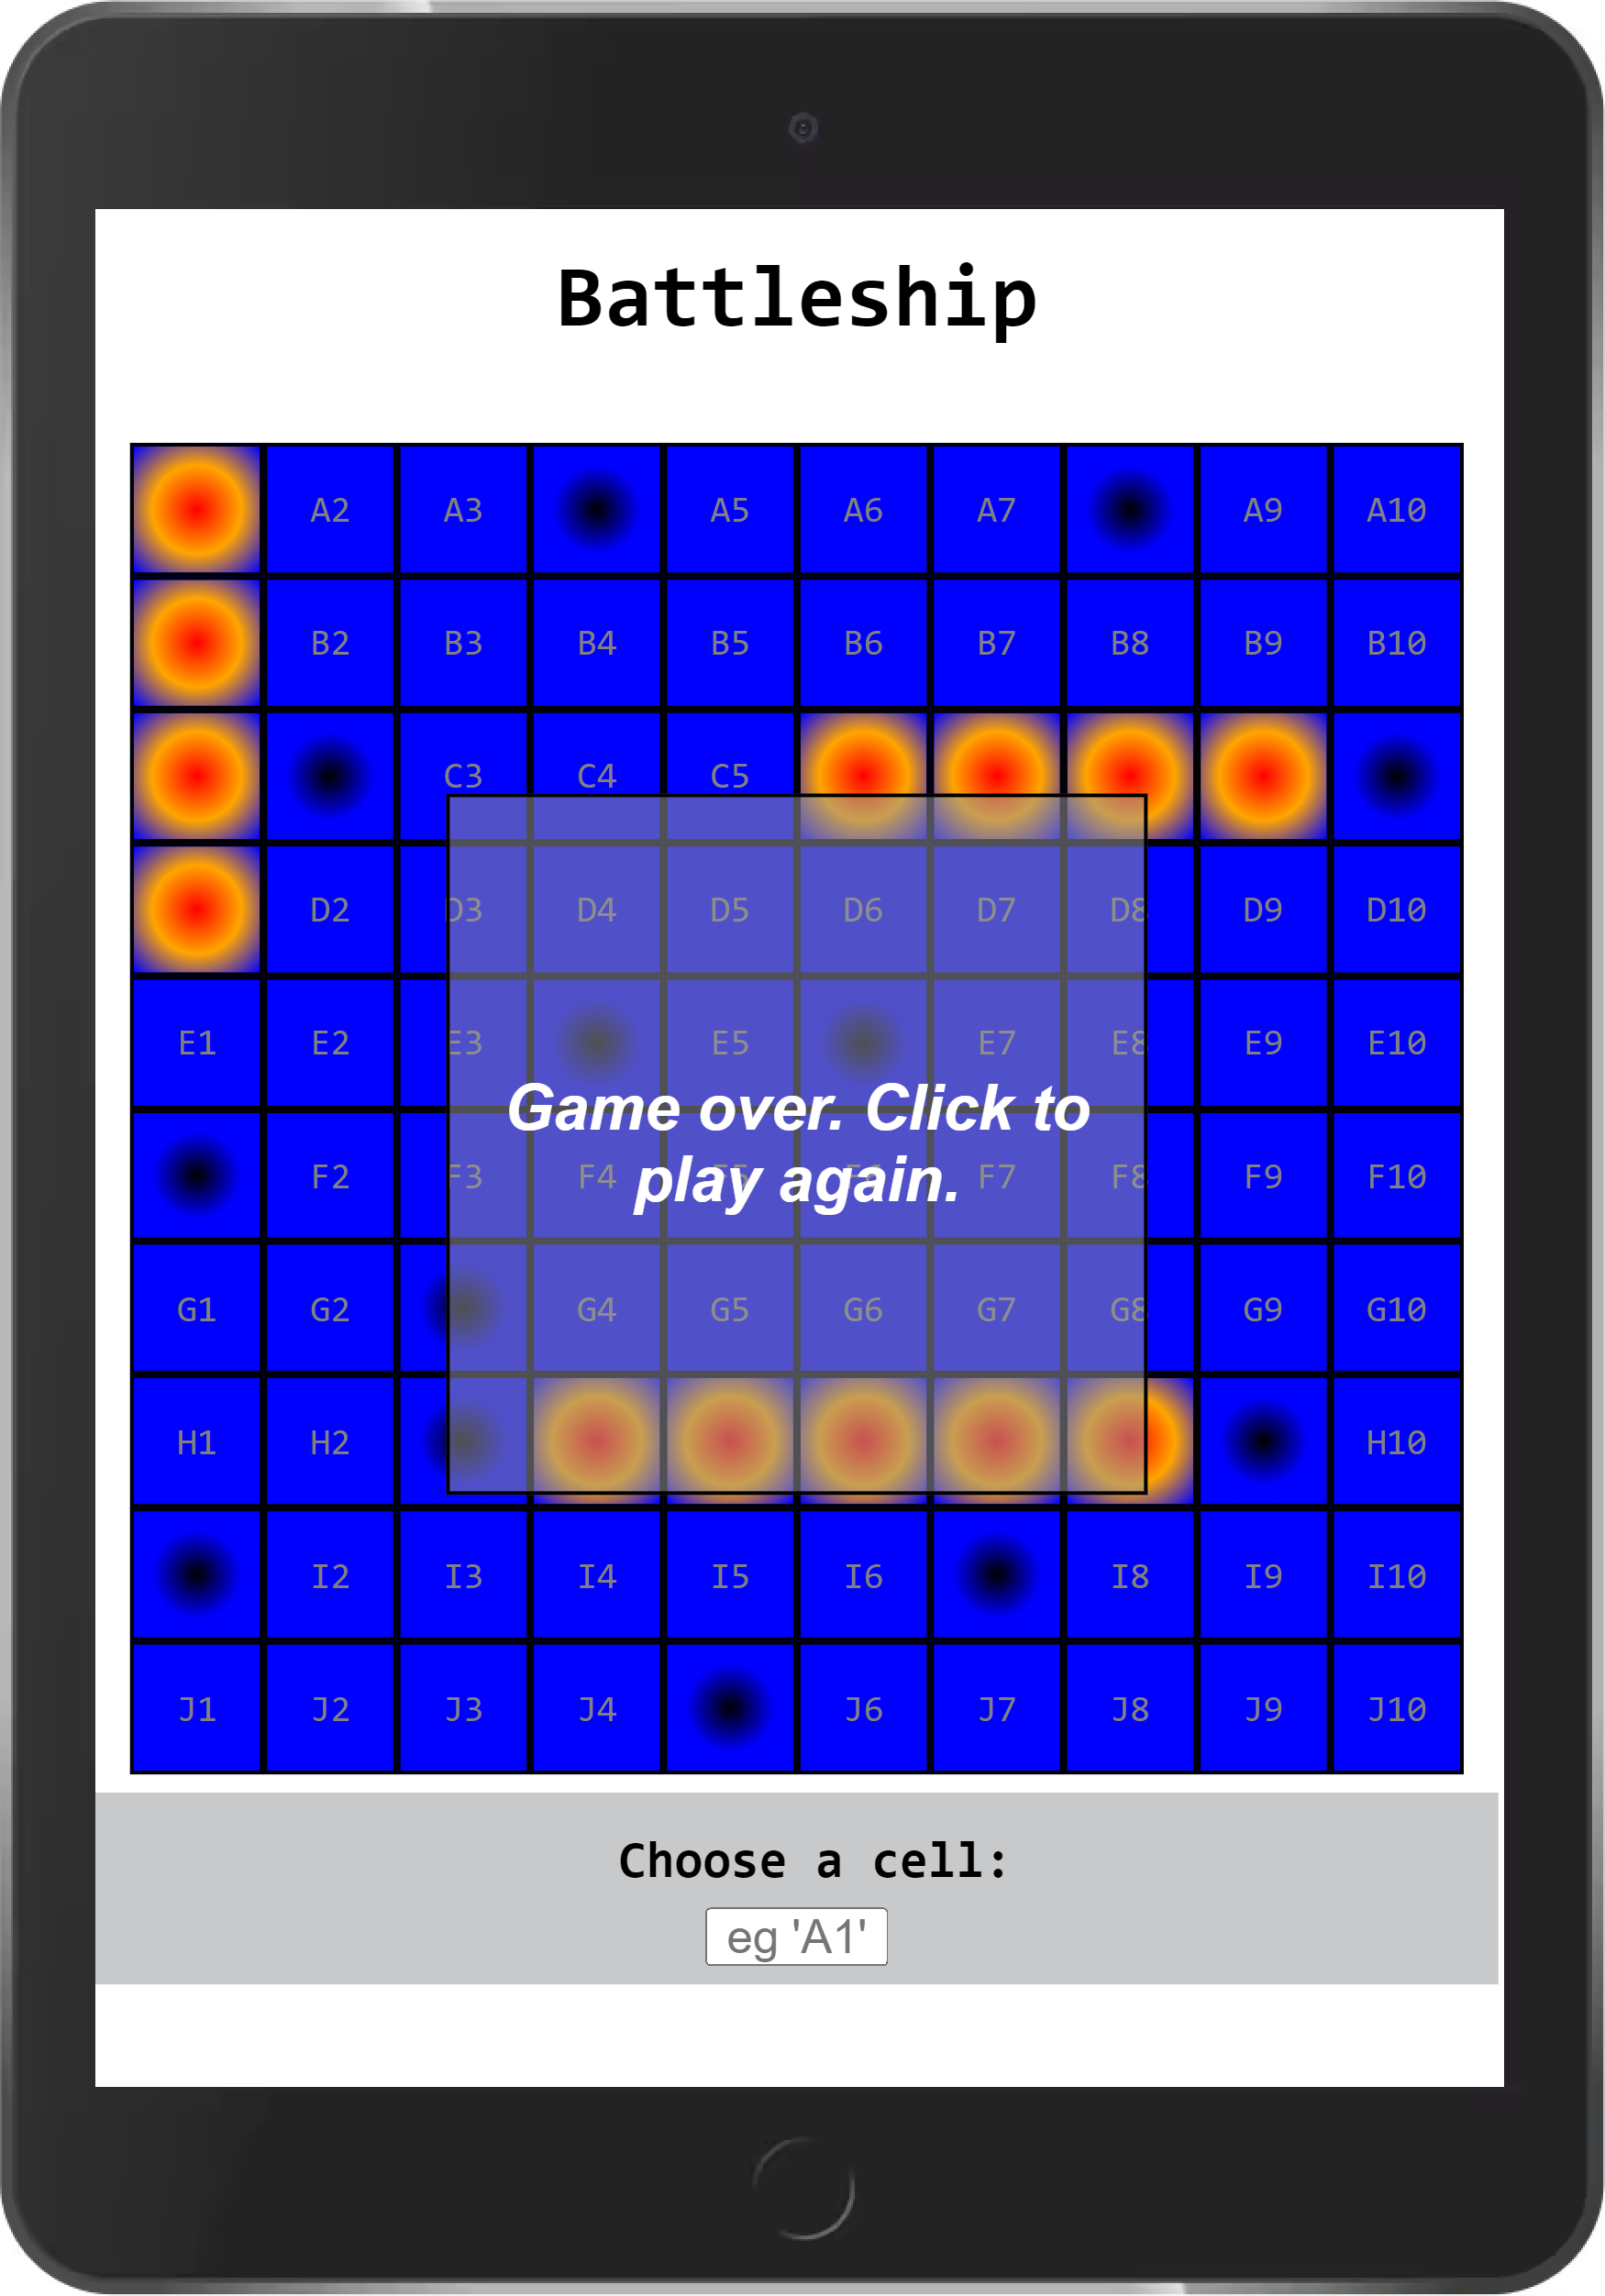 Battleship
A2 A3 A5 A6 A7 A9 A10
B2 B3 B4 B5 B6 B7 B8 B9 B10
C3 C4 C5
D2 D3 D4 D5 D6 D7 D8 D9 D10
E1 E2 E3 E5 E7 E8 E9 E10
Game over. Click to
play again.
F2 F3 F4 F5 F6 F7 F8 F9 F10
G1 G2 G4 G5 G6 G7 G8 G9 G10
H1 H2 H10
I2 I3 I4 I5 I6 I8 I9 I10
J1 J2 J3 J4 J6 J7 J8 J9 J10
Choose a cell:
eg 'A1'